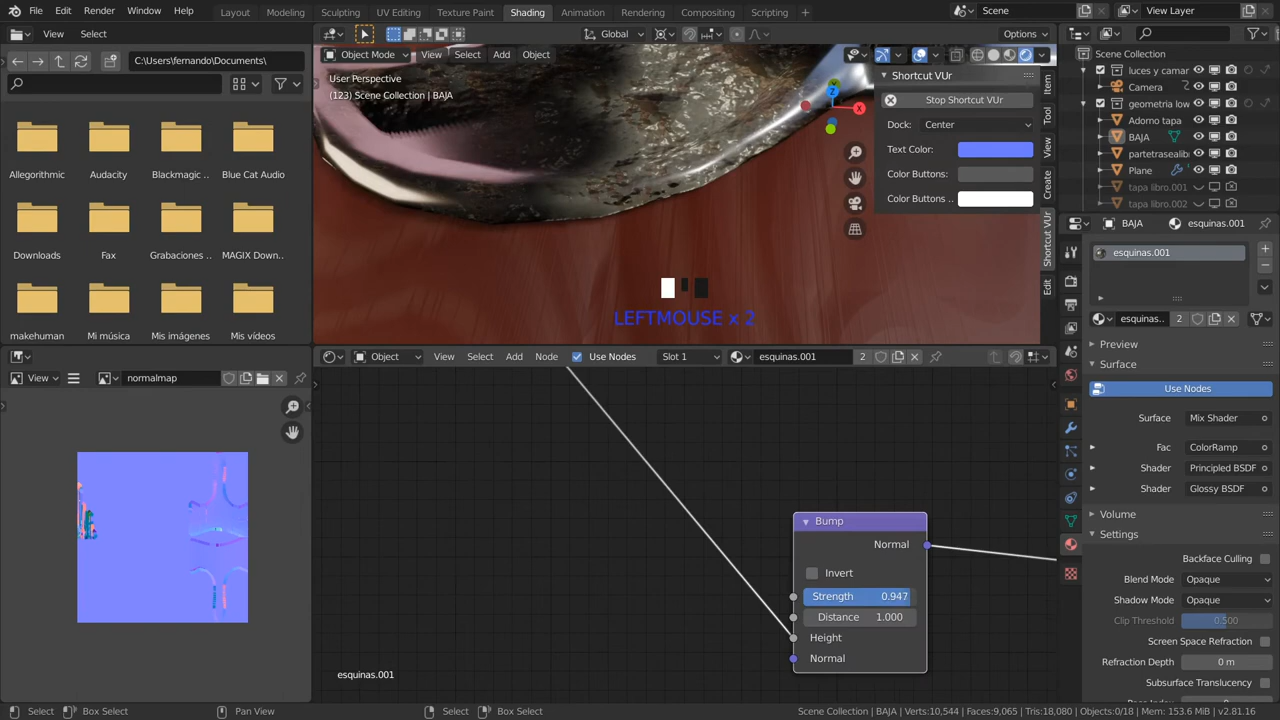 File Edit Render Window Help Layout Modeling Sculpting UV Editing Texture Paint Shading Animation Rendering Compositing Scripting + Scene View Layer
View Select C:\Users\fernando\Documents\
Global Options
Object Mode View Select Add Object
User Perspective
(123) Scene Collection | BAJA
Shortcut VUr
Stop Shortcut VUr
Dock: Center
Text Color:
Color Buttons:
Color Buttons ..
Item
Tool
View
Create
Shortcut VUr
Edit
Scene Collection
luces y camar
Camera
geometria low
Adorno tapa
BAJA
partetrasealib
Plane
tapa libro.001
tapa libro.002
Allegorithmic
Audacity
Blackmagic ..
Blue Cat Audio
Downloads
Fax
Grabaciones ..
MAGIX Down..
makehuman
Mi música
Mis imágenes
Mis vídeos
LEFTMOUSE x 2
Object View Select Add Node Use Nodes Slot 1 esquinas.001 2
View normalmap
Bump
Normal
Invert
Strength 0.947
Distance 1.000
Height
Normal
esquinas.001
BAJA esquinas.001
esquinas.001
esquinas.. 2
Preview
Surface
Use Nodes
Surface Mix Shader
Fac ColorRamp
Shader Principled BSDF
Shader Glossy BSDF
Volume
Settings
Backface Culling
Blend Mode Opaque
Shadow Mode Opaque
Clip Threshold 0.500
Screen Space Refraction
Refraction Depth 0 m
Subsurface Translucency
Select Box Select Pan View Select Box Select Scene Collection | BAJA | Verts:10,544 | Faces:9,065 | Tris:18,080 | Objects:0/18 | Mem: 153.6 MiB | v2.81.16